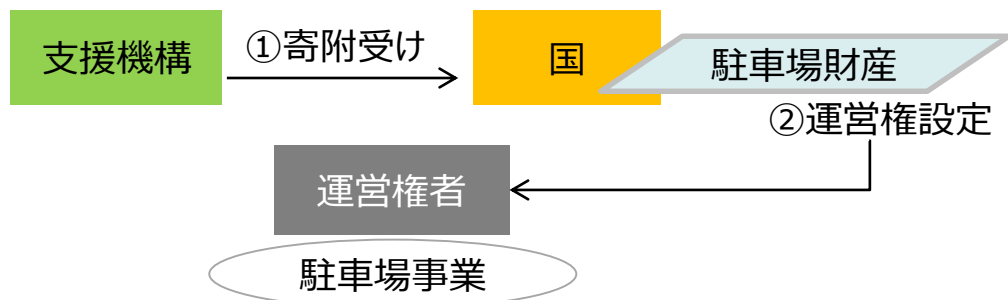 支援機構
①寄附受け
国
駐車場財産
②運営権設定
運営権者
駐車場事業